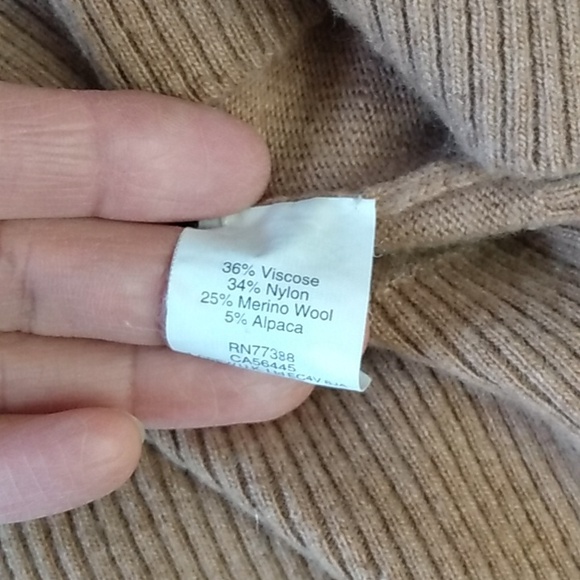 36% Viscose
34% Nylon
25% Merino Wool
5% Alpaca
RN77388
CA56445